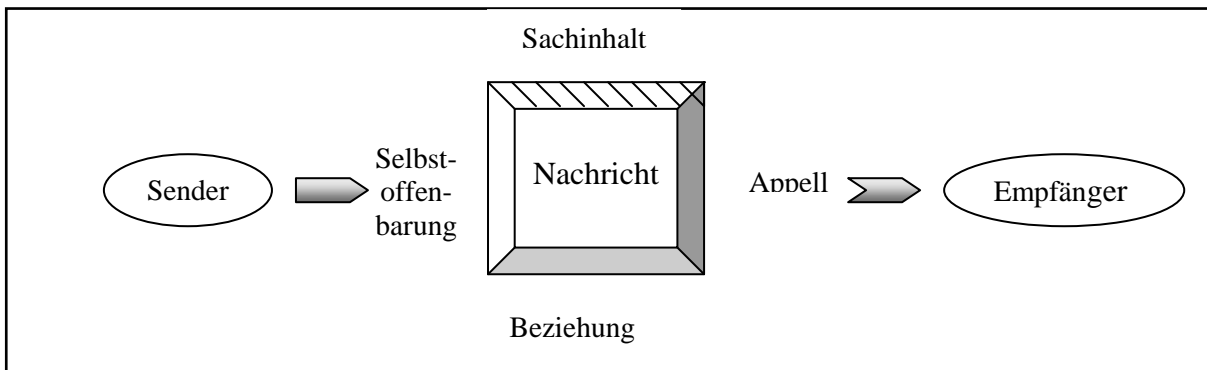 Sachinhalt
Sender
Selbst-
offen-
barung
Nachricht
Appell
Empfänger
Beziehung